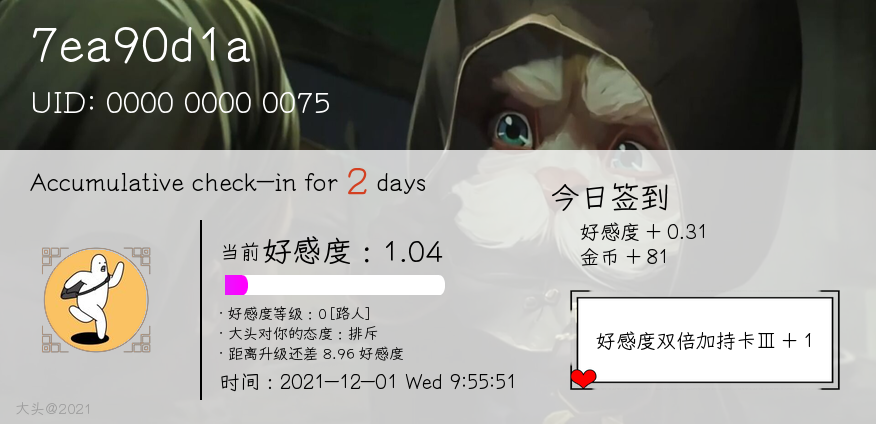 7ea90d1a
UID: 0000 0000 0075
Accumulative check-in for 2 days
当前好感度：1.04
· 好感度等级：0 [路人]
· 大头对你的态度：排斥
· 距离升级还差 8.96 好感度
时间：2021-12-01 Wed 9:55:51
今日签到
好感度 + 0.31
金币 + 81
好感度双倍加持卡Ⅲ + 1
大头@2021